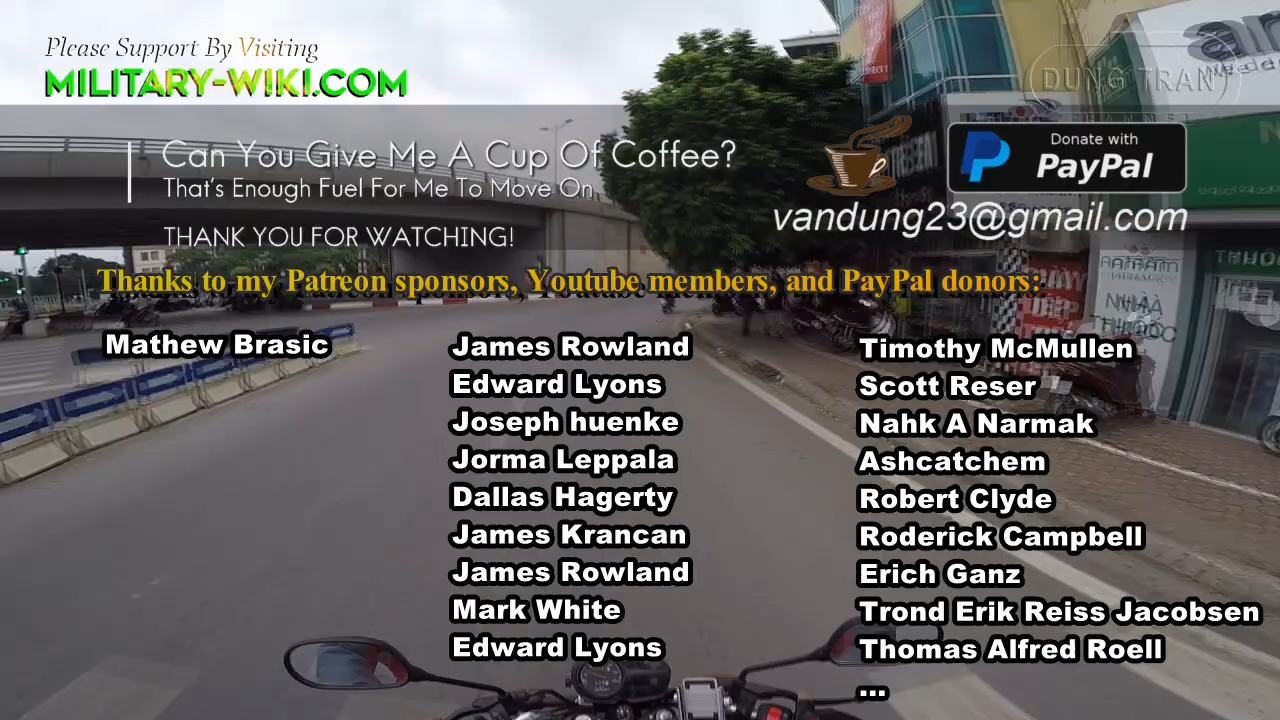 Please Support By Visiting
MILITARY-WIKI.COM
DUNG TRAN
CHANNEL
Can You Give Me A Cup Of Coffee?
That's Enough Fuel For Me To Move On
THANK YOU FOR WATCHING!
Donate with
PayPal
vandung23@gmail.com
Thanks to my Patreon sponsors, Youtube members, and PayPal donors:
Mathew Brasic
James Rowland
Edward Lyons
Joseph huenke
Jorma Leppala
Dallas Hagerty
James Krancan
James Rowland
Mark White
Edward Lyons
Timothy McMullen
Scott Reser
Nahk A Narmak
Ashcatchem
Robert Clyde
Roderick Campbell
Erich Ganz
Trond Erik Reiss Jacobsen
Thomas Alfred Roell
...
NHÀ
THUỐC